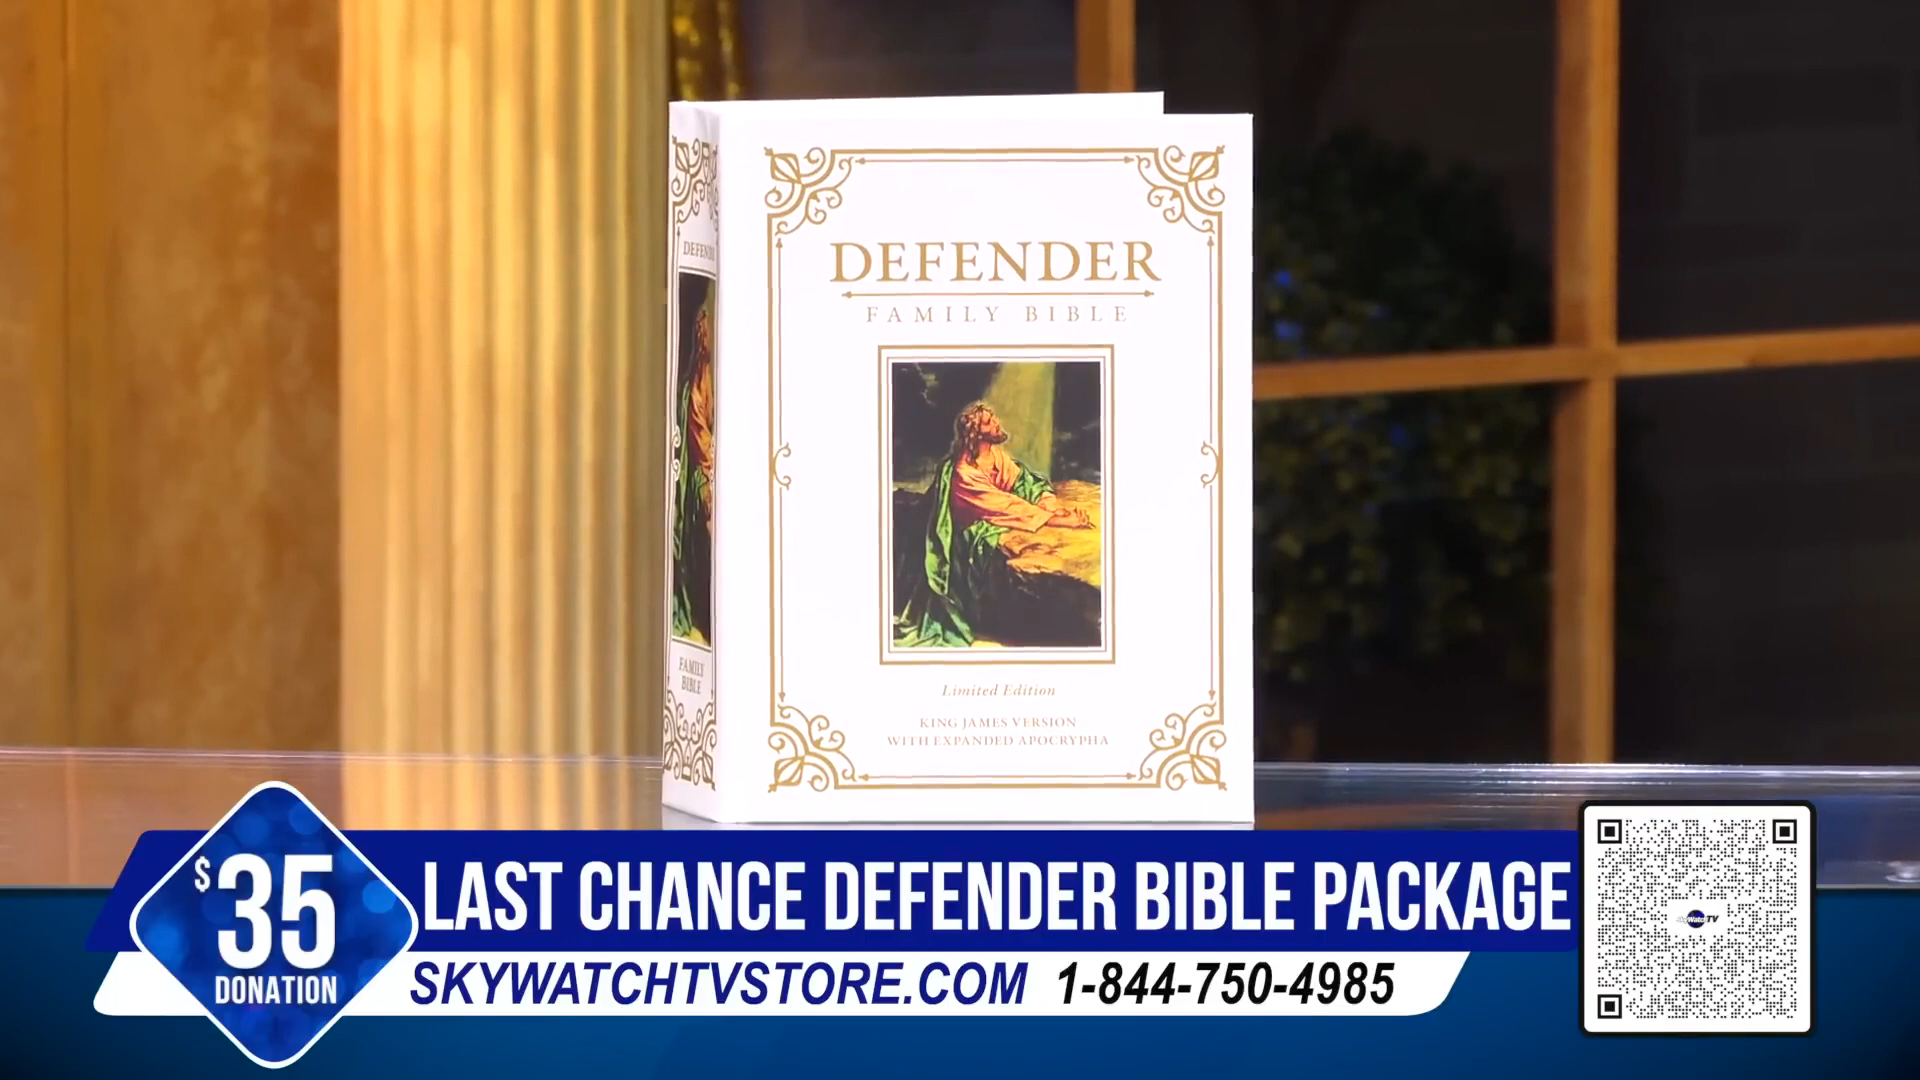 DEFENDER
FAMILY BIBLE
Limited Edition
KING JAMES VERSION
WITH EXPANDED APOCRYPHA
FAMILY
BIBLE
$35
DONATION
LAST CHANCE DEFENDER BIBLE PACKAGE
SKYWATCHTVSTORE.COM 1-844-750-4985
SkyWatchTV